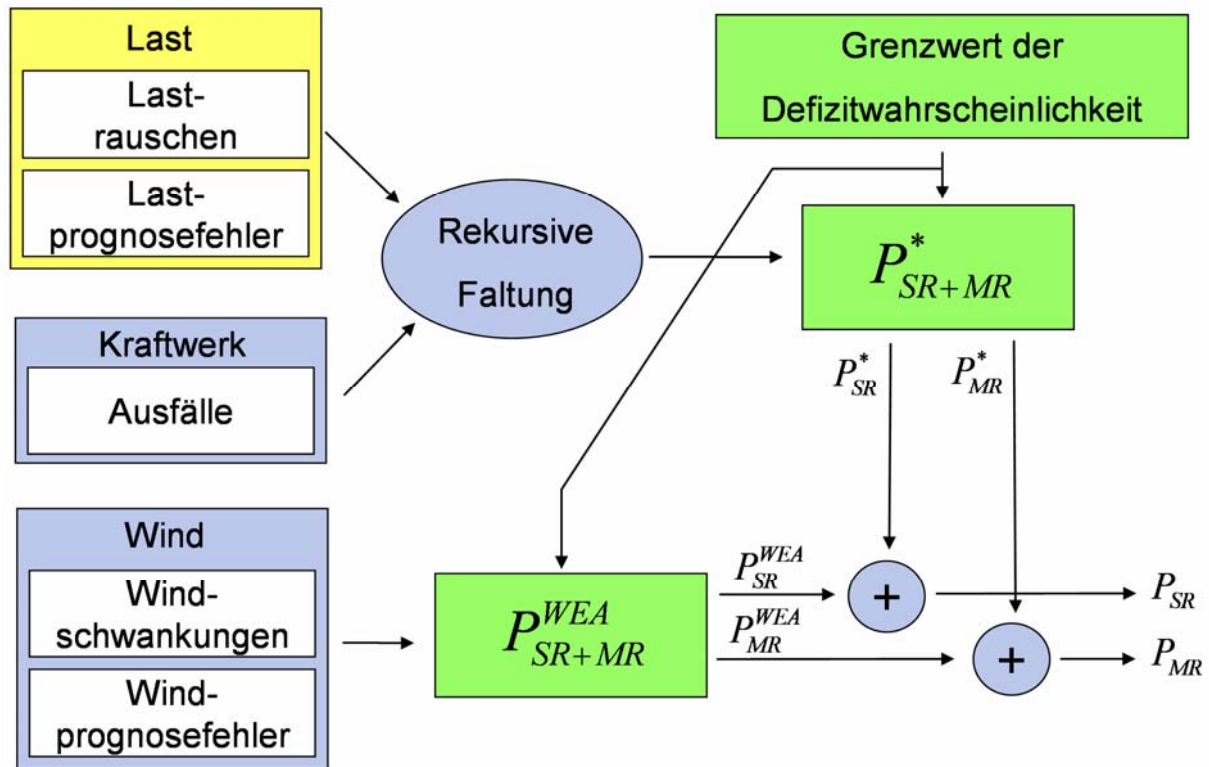 Last
Last-
rauschen
Last-
prognosefehler
Kraftwerk
Ausfälle
Wind
Wind-
schwankungen
Wind-
prognosefehler
Rekursive
Faltung
Grenzwert der
Defizitwahrscheinlichkeit
P*SR+MR
P*SR
P*MR
PWEASR+MR
PWEASR
PWEAMR
+
+
PSR
PMR